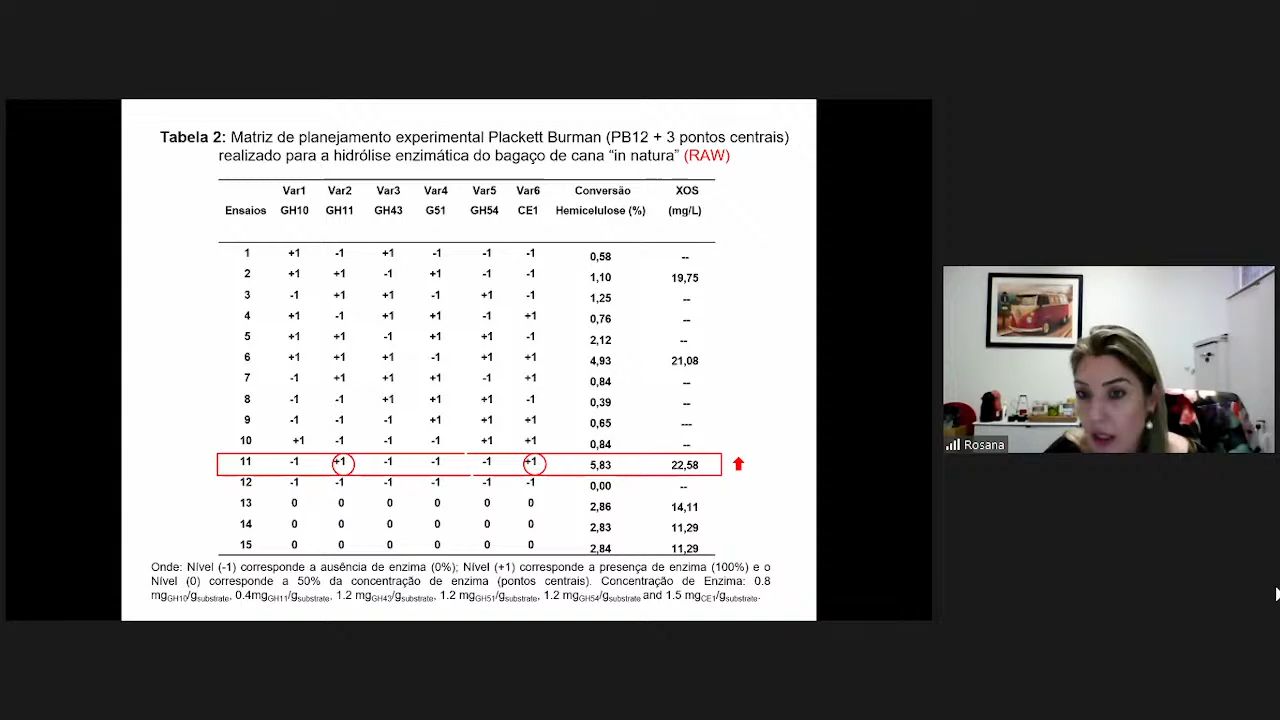 Tabela 2: Matriz de planejamento experimental Plackett Burman (PB12 + 3 pontos centrais)
realizado para a hidrólise enzimática do bagaço de cana “in natura” (RAW)
Var1 Var2 Var3 Var4 Var5 Var6 Conversão XOS
Ensaios GH10 GH11 GH43 G51 GH54 CE1 Hemicelulose (%) (mg/L)
1 +1 -1 +1 -1 -1 -1 0,58 --
2 +1 +1 -1 +1 -1 -1 1,10 19,75
3 -1 +1 +1 -1 +1 -1 1,25 --
4 +1 -1 +1 +1 -1 +1 0,76 --
5 +1 +1 -1 +1 +1 -1 2,12 --
6 +1 +1 +1 -1 +1 +1 4,93 21,08
7 -1 +1 +1 +1 -1 +1 0,84 --
8 -1 -1 +1 +1 +1 -1 0,39 --
9 -1 -1 -1 +1 +1 +1 0,65 ---
10 +1 -1 -1 -1 +1 +1 0,84 --
11 -1 +1 -1 -1 -1 +1 5,83 22,58
12 -1 -1 -1 -1 -1 -1 0,00 --
13 0 0 0 0 0 0 2,86 14,11
14 0 0 0 0 0 0 2,83 11,29
15 0 0 0 0 0 0 2,84 11,29
Onde: Nível (-1) corresponde a ausência de enzima (0%); Nível (+1) corresponde a presença de enzima (100%) e o
Nível (0) corresponde a 50% da concentração de enzima (pontos centrais). Concentração de Enzima: 0.8
mgGH10/gsubstrate, 0.4mgGH11/gsubstrate, 1.2 mgGH43/gsubstrate, 1.2 mgGH51/gsubstrate, 1.2 mgGH54/gsubstrate and 1.5 mgCE1/gsubstrate.
Rosana